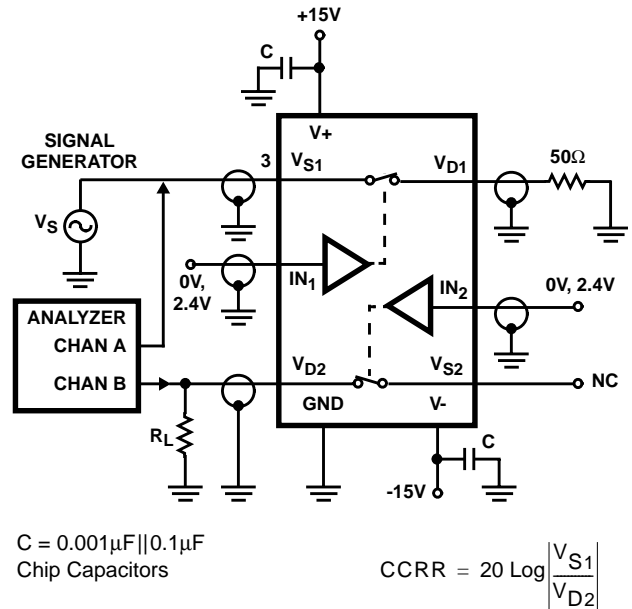 +15V
C
V+
SIGNAL
GENERATOR
3
VS1
VD1
50Ω
VS
IN1
0V,
2.4V
IN2
0V, 2.4V
ANALYZER
CHAN A
CHAN B
VD2
VS2
NC
GND
V-
RL
C
-15V
C = 0.001μF||0.1μF
Chip Capacitors
CCRR = 20 Log|VS1/VD2|